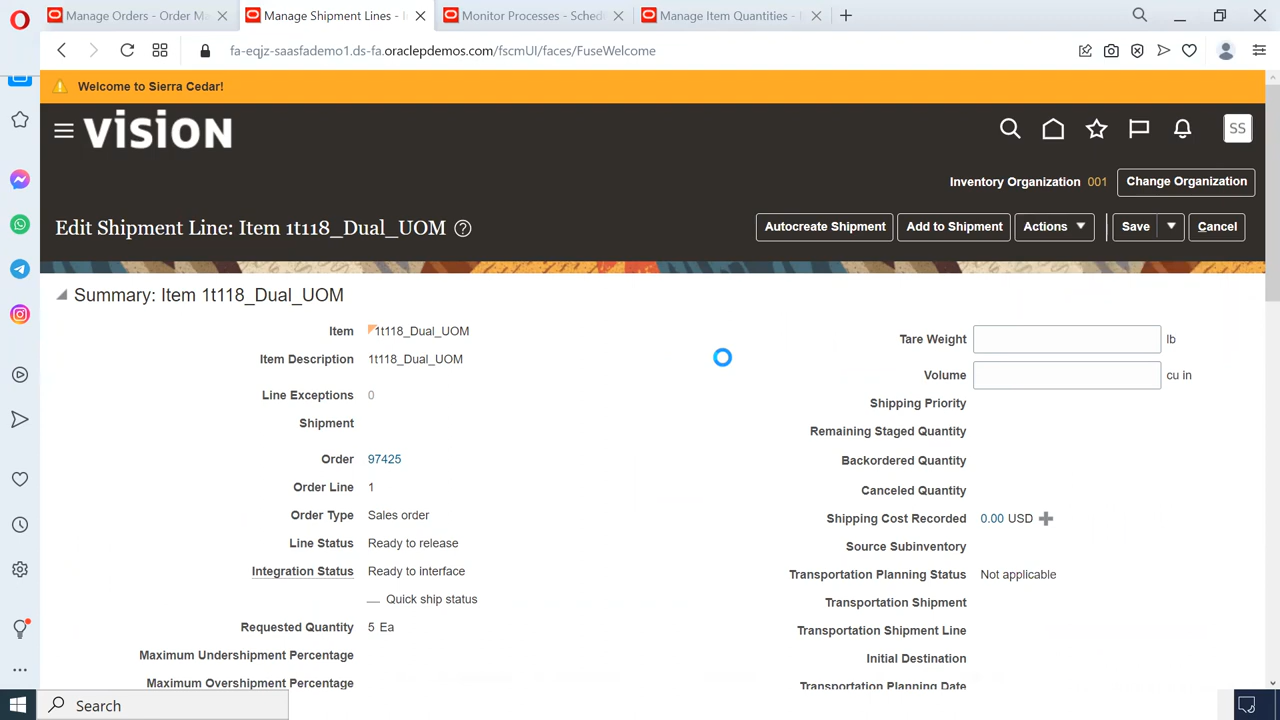 Manage Orders - Order M
Manage Shipment Lines -
Monitor Processes - Sched
Manage Item Quantities -
fa-eqjz-saasfademo1.ds-fa.oraclepdemos.com/fscmUI/faces/FuseWelcome
Welcome to Sierra Cedar!
VISION
SS
Inventory Organization 001
Change Organization
Edit Shipment Line: Item 1t118_Dual_UOM
Autocreate Shipment
Add to Shipment
Actions
Save
Cancel
Summary: Item 1t118_Dual_UOM
Item 1t118_Dual_UOM
Item Description 1t118_Dual_UOM
Line Exceptions 0
Shipment
Order 97425
Order Line 1
Order Type Sales order
Line Status Ready to release
Integration Status Ready to interface
Quick ship status
Requested Quantity 5 Ea
Maximum Undershipment Percentage
Maximum Overshipment Percentage
Tare Weight lb
Volume cu in
Shipping Priority
Remaining Staged Quantity
Backordered Quantity
Canceled Quantity
Shipping Cost Recorded 0.00 USD
Source Subinventory
Transportation Planning Status Not applicable
Transportation Shipment
Transportation Shipment Line
Initial Destination
Transportation Planning Date
Search